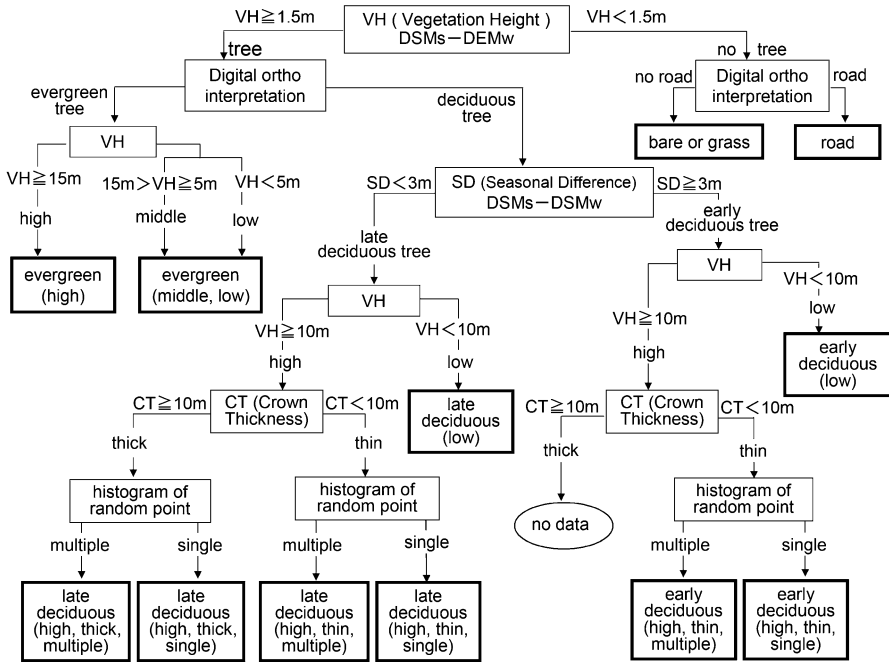 VH≧1.5m
VH ( Vegetation Height )
DSMs－DEMw
VH＜1.5m
tree
no tree
Digital ortho
interpretation
no road
Digital ortho
interpretation
road
evergreen
tree
deciduous
tree
bare or grass
road
VH
VH≧15m
15m＞VH≧5m
VH＜5m
high
middle
low
evergreen
(high)
evergreen
(middle, low)
SD＜3m
SD (Seasonal Difference)
DSMs－DSMw
SD≧3m
late
deciduous tree
early
deciduous tree
VH
VH≧10m
VH＜10m
high
low
VH
VH≧10m
VH＜10m
high
low
early
deciduous
(low)
CT≧10m
CT (Crown
Thickness)
CT＜10m
late
deciduous
(low)
thick
thin
CT≧10m
CT (Crown
Thickness)
CT＜10m
thick
thin
histogram of
random point
histogram of
random point
no data
histogram of
random point
multiple
single
multiple
single
multiple
single
late
deciduous
(high, thick,
multiple)
late
deciduous
(high, thick,
single)
late
deciduous
(high, thin,
multiple)
late
deciduous
(high, thin,
single)
early
deciduous
(high, thin,
multiple)
early
deciduous
(high, thin,
single)